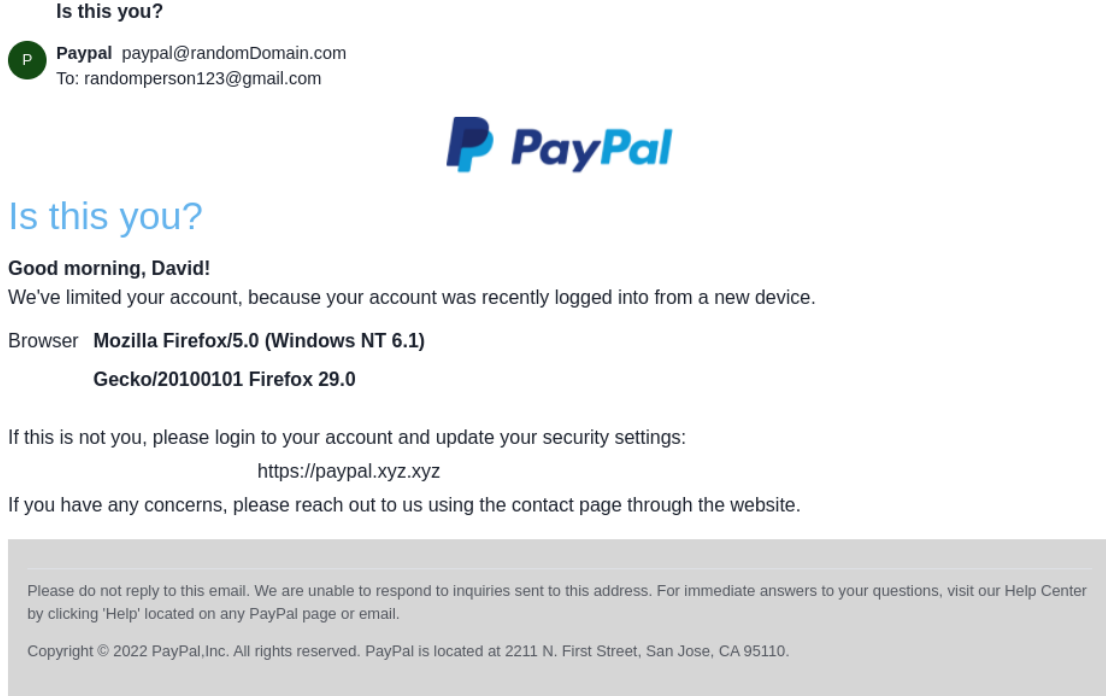 Is this you?
P
Paypal paypal@randomDomain.com
To: randomperson123@gmail.com
PayPal
Is this you?
Good morning, David!
We've limited your account, because your account was recently logged into from a new device.
Browser Mozilla Firefox/5.0 (Windows NT 6.1)
Gecko/20100101 Firefox 29.0
If this is not you, please login to your account and update your security settings:
https://paypal.xyz.xyz
If you have any concerns, please reach out to us using the contact page through the website.
Please do not reply to this email. We are unable to respond to inquiries sent to this address. For immediate answers to your questions, visit our Help Center
by clicking 'Help' located on any PayPal page or email.
Copyright © 2022 PayPal,Inc. All rights reserved. PayPal is located at 2211 N. First Street, San Jose, CA 95110.